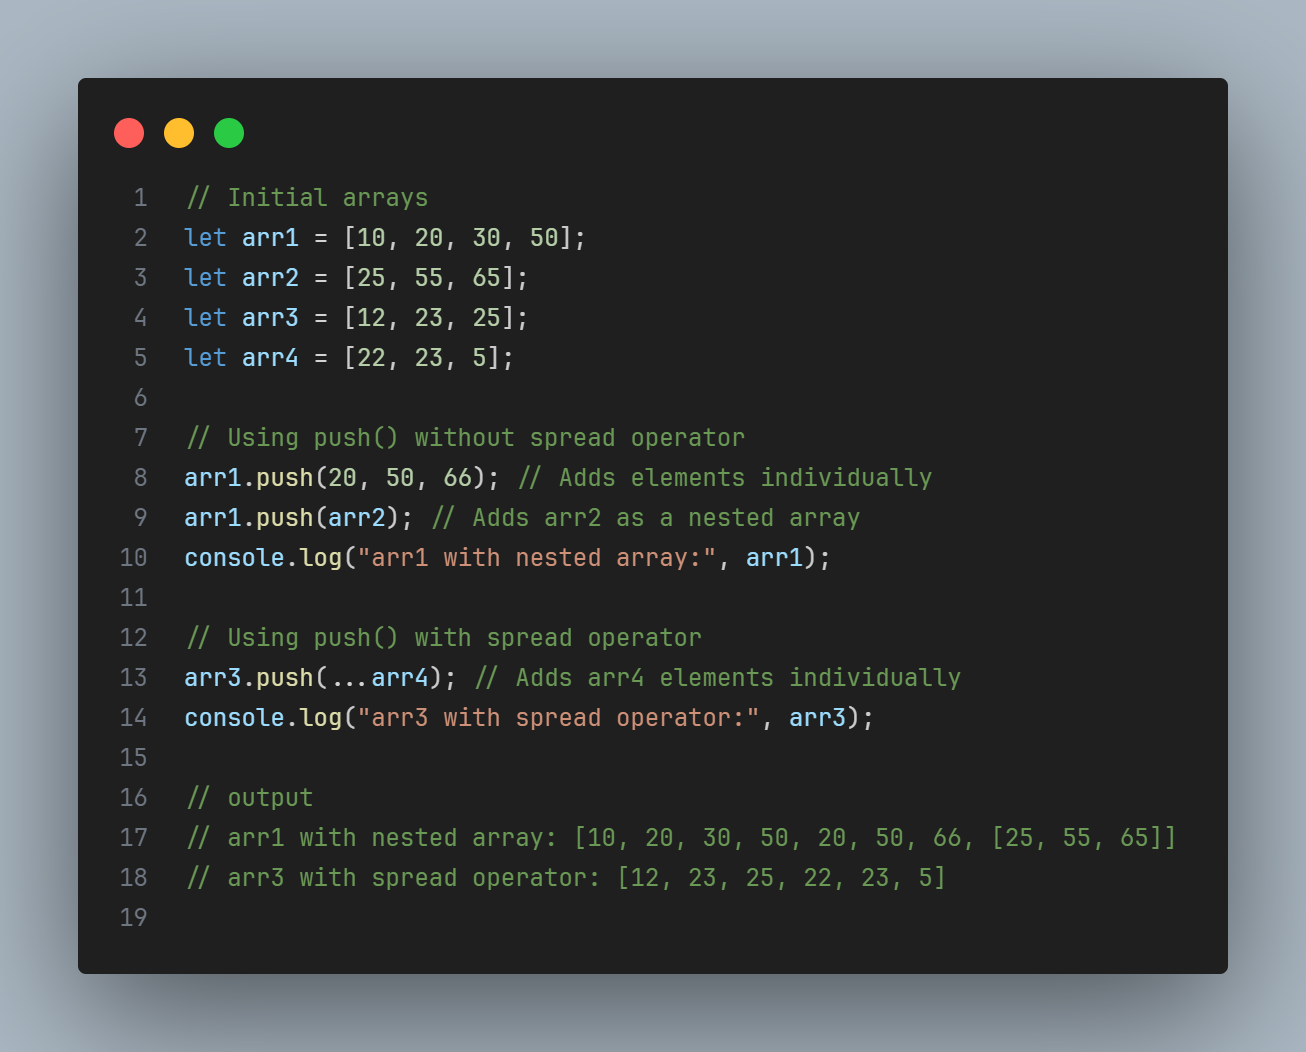 1 // Initial arrays
2 let arr1 = [10, 20, 30, 50];
3 let arr2 = [25, 55, 65];
4 let arr3 = [12, 23, 25];
5 let arr4 = [22, 23, 5];
6
7 // Using push() without spread operator
8 arr1.push(20, 50, 66); // Adds elements individually
9 arr1.push(arr2); // Adds arr2 as a nested array
10 console.log("arr1 with nested array:", arr1);
11
12 // Using push() with spread operator
13 arr3.push(...arr4); // Adds arr4 elements individually
14 console.log("arr3 with spread operator:", arr3);
15
16 // output
17 // arr1 with nested array: [10, 20, 30, 50, 20, 50, 66, [25, 55, 65]]
18 // arr3 with spread operator: [12, 23, 25, 22, 23, 5]
19